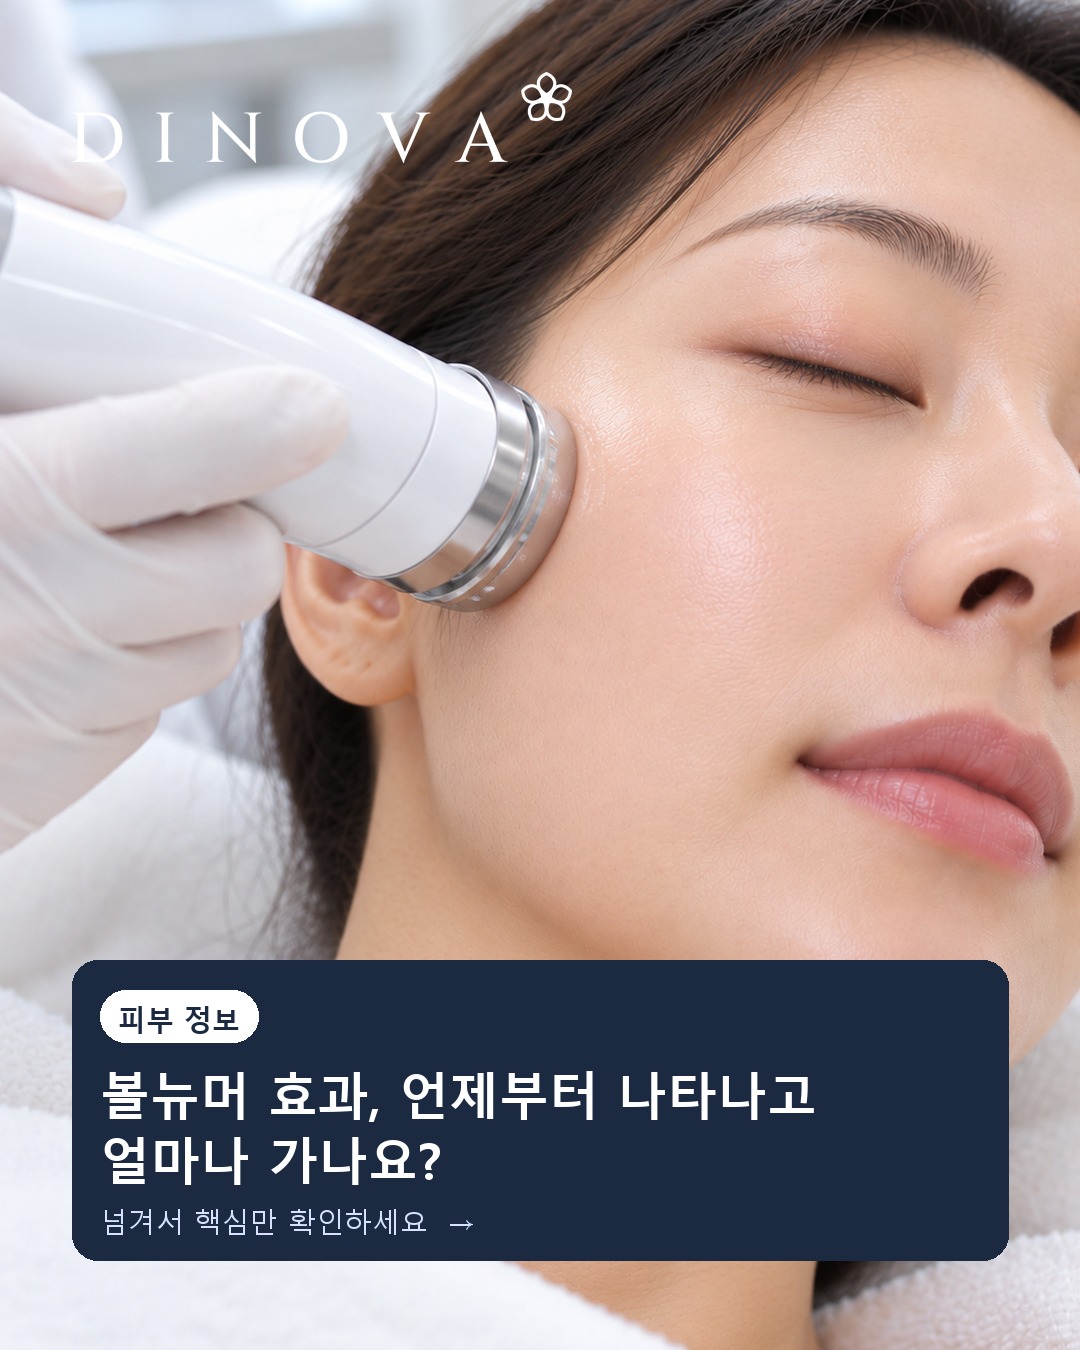 DINOVA
피부 정보
볼뉴머 효과, 언제부터 나타나고
얼마나 가나요?
넘겨서 핵심만 확인하세요 →